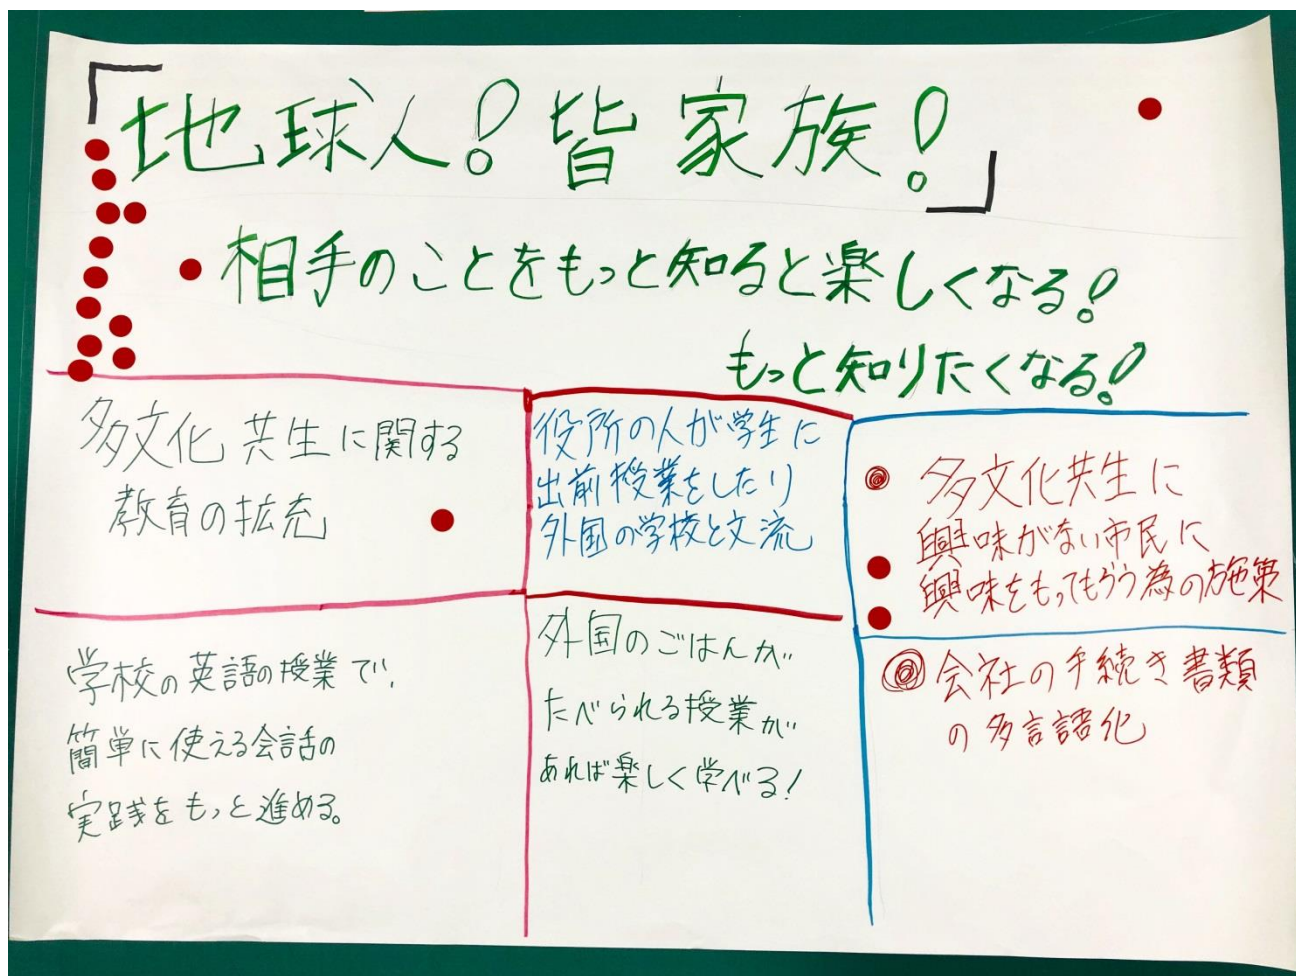 「地球人!皆家族!」
相手のことをもっと知ると楽しくなる!
もっと知りたくなる!
多文化共生に関する
教育の拡充
役所の人が学生に
出前授業をしたり
外国の学校と交流
多文化共生に
興味がない市民に
興味をもってもらう為の施策
学校の英語の授業で、
簡単に使える会話の
実践をもっと進める。
外国のごはんが
たべられる授業が
あれば楽しく学べる!
会社の手続き書類
の多言語化